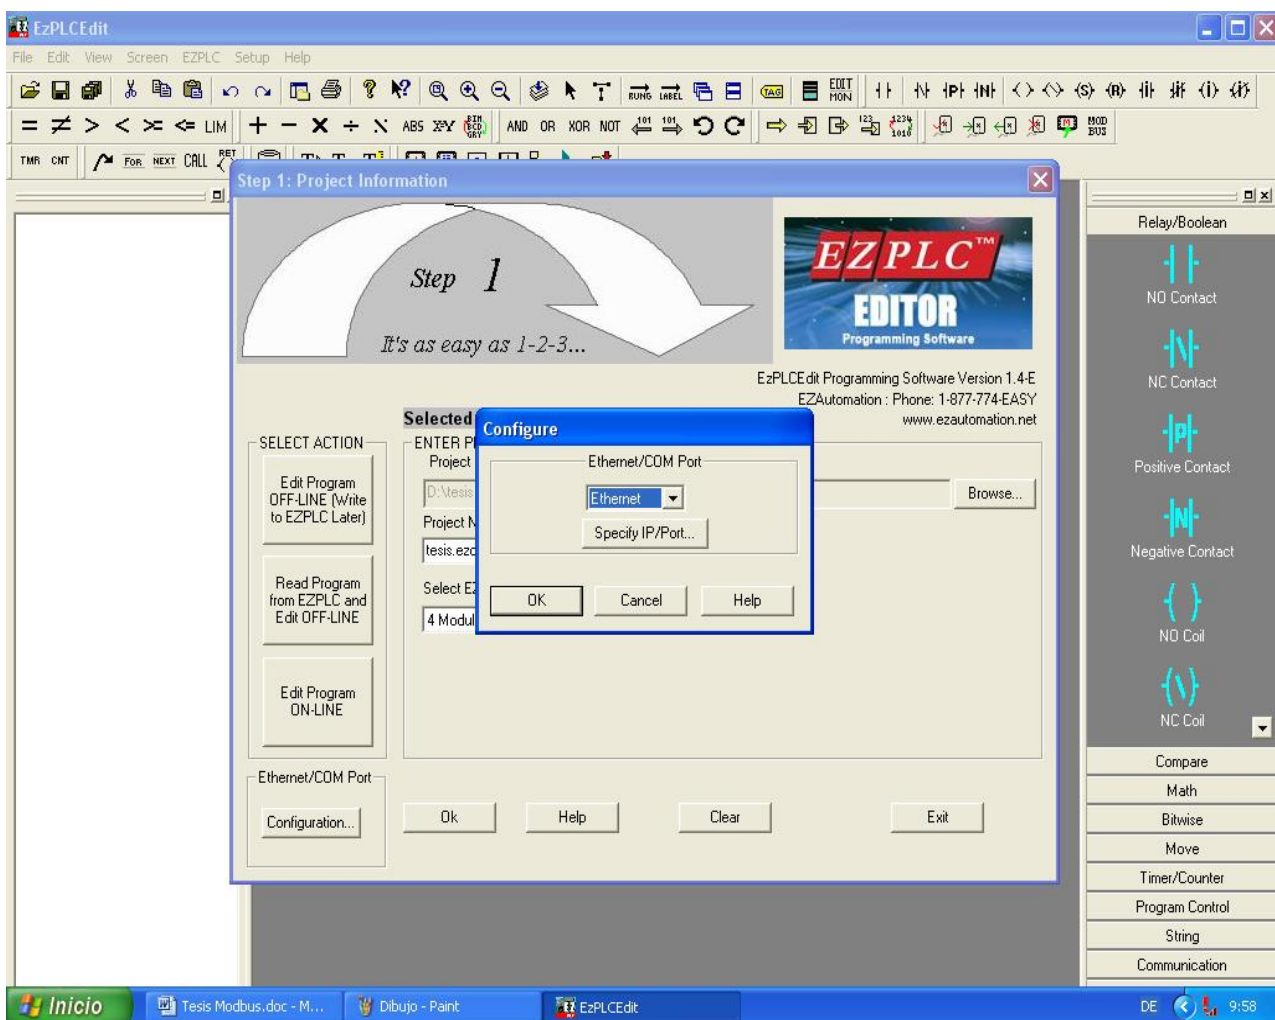 EzPLCEdit
File Edit View Screen EZPLC Setup Help
RUNG LABEL TAG EDIT MON
= ≠ > < >= <= LIM + − X ÷ ABS X^Y BIN BCD GRY AND OR XOR NOT MOD BUS
TMR CNT FOR NEXT CALL RET
Step 1: Project Information
Step 1
It's as easy as 1-2-3...
EZPLC™
EDITOR
Programming Software
EzPLCEdit Programming Software Version 1.4-E
EZAutomation : Phone: 1-877-774-EASY
www.ezautomation.net
Selected
SELECT ACTION
Edit Program
OFF-LINE (Write
to EZPLC Later)
Read Program
from EZPLC and
Edit OFF-LINE
Edit Program
ON-LINE
Ethernet/COM Port
Configuration...
ENTER
Project
D:\tesis
Browse...
Project
tesis.ezc
Select
4 Modul
Configure
Ethernet/COM Port
Ethernet
Specify IP/Port...
OK Cancel Help
Ok Help Clear Exit
Relay/Boolean
NO Contact
NC Contact
Positive Contact
Negative Contact
NO Coil
NC Coil
Compare
Math
Bitwise
Move
Timer/Counter
Program Control
String
Communication
Inicio Tesis Modbus.doc - M... Dibujo - Paint EzPLCEdit DE 9:58